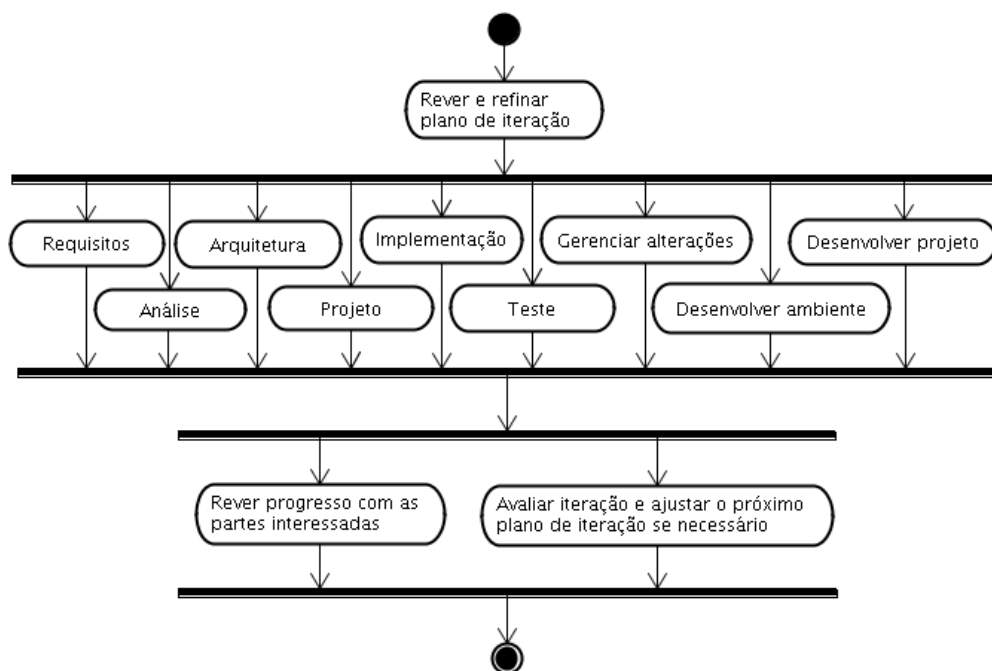 Rever e refinar
plano de iteração
Requisitos
Arquitetura
Implementação
Gerenciar alterações
Desenvolver projeto
Análise
Projeto
Teste
Desenvolver ambiente
Rever progresso com as
partes interessadas
Avaliar iteração e ajustar o próximo
plano de iteração se necessário